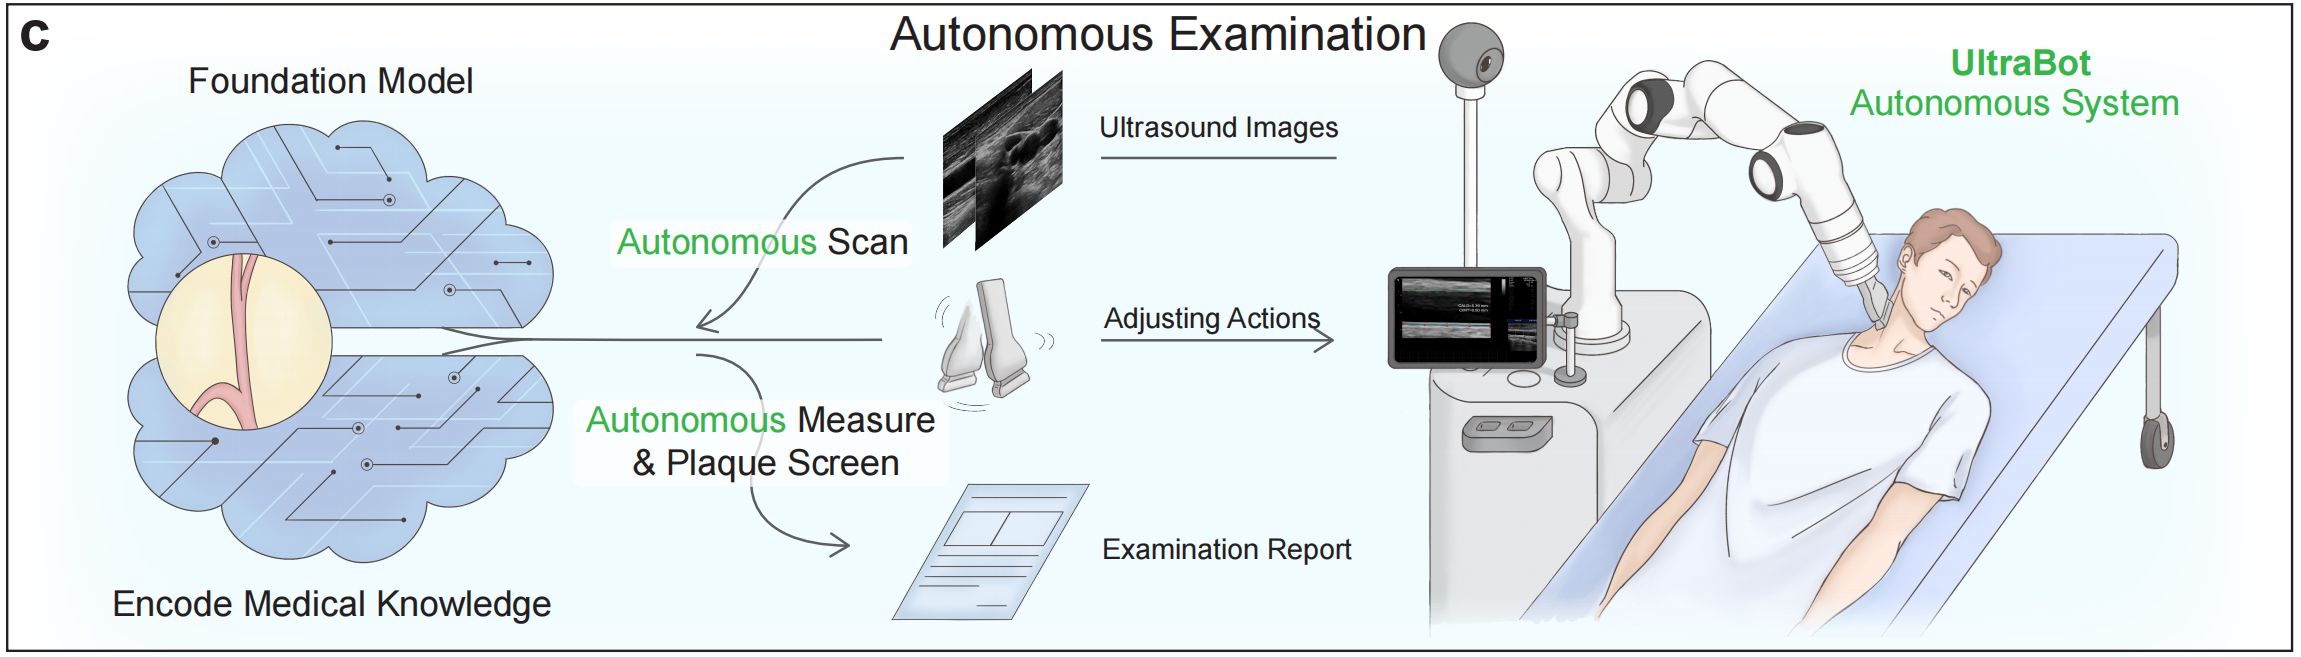 c
Autonomous Examination
Foundation Model
UltraBot
Autonomous System
Ultrasound Images
Autonomous Scan
Adjusting Actions
Autonomous Measure
& Plaque Screen
Examination Report
Encode Medical Knowledge